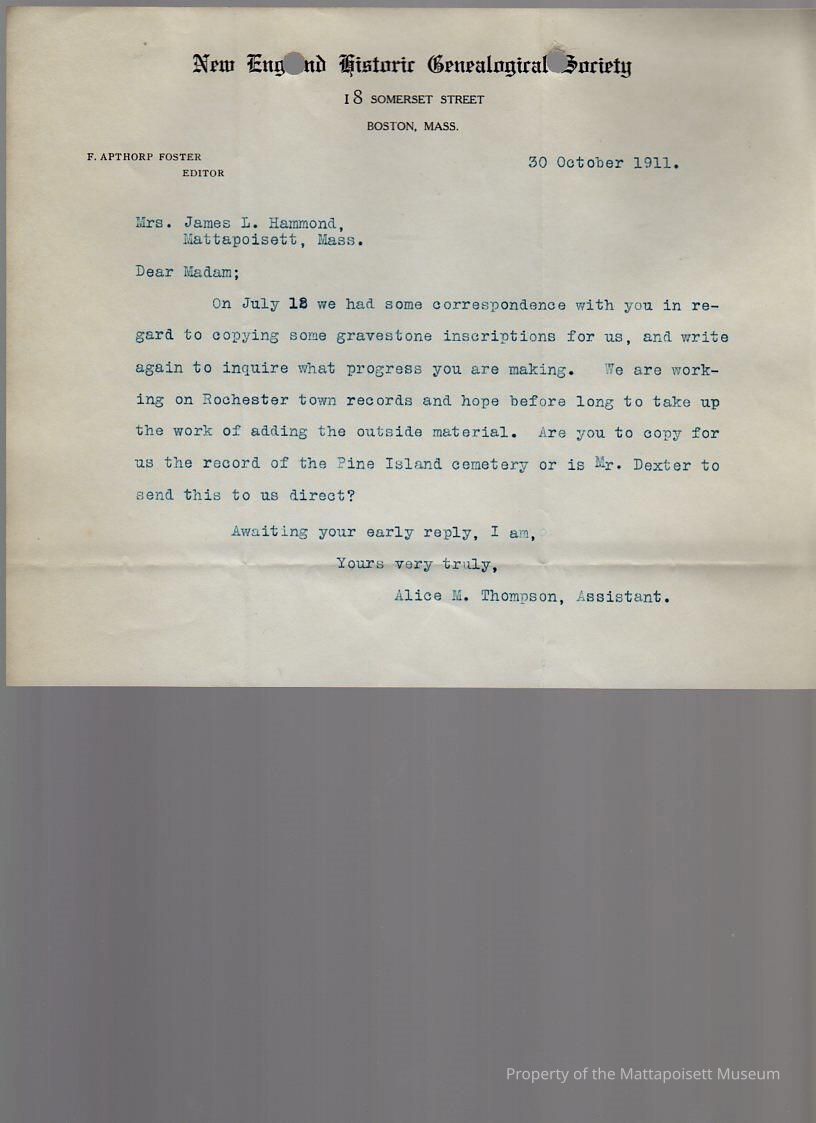 New England Historic Genealogical Society
18 SOMERSET STREET
BOSTON, MASS.
F. APTHORP FOSTER
EDITOR
30 October 1911.
Mrs. James L. Hammond,
Mattapoisett, Mass.
Dear Madam;
On July 18 we had some correspondence with you in re-
gard to copying some gravestone inscriptions for us, and write
again to inquire what progress you are making. We are work-
ing on Rochester town records and hope before long to take up
the work of adding the outside material. Are you to copy for
us the record of the Pine Island cemetery or is Mr. Dexter to
send this to us direct?
Awaiting your early reply, I am,
Yours very truly,
Alice M. Thompson, Assistant.
Property of the Mattapoisett Museum